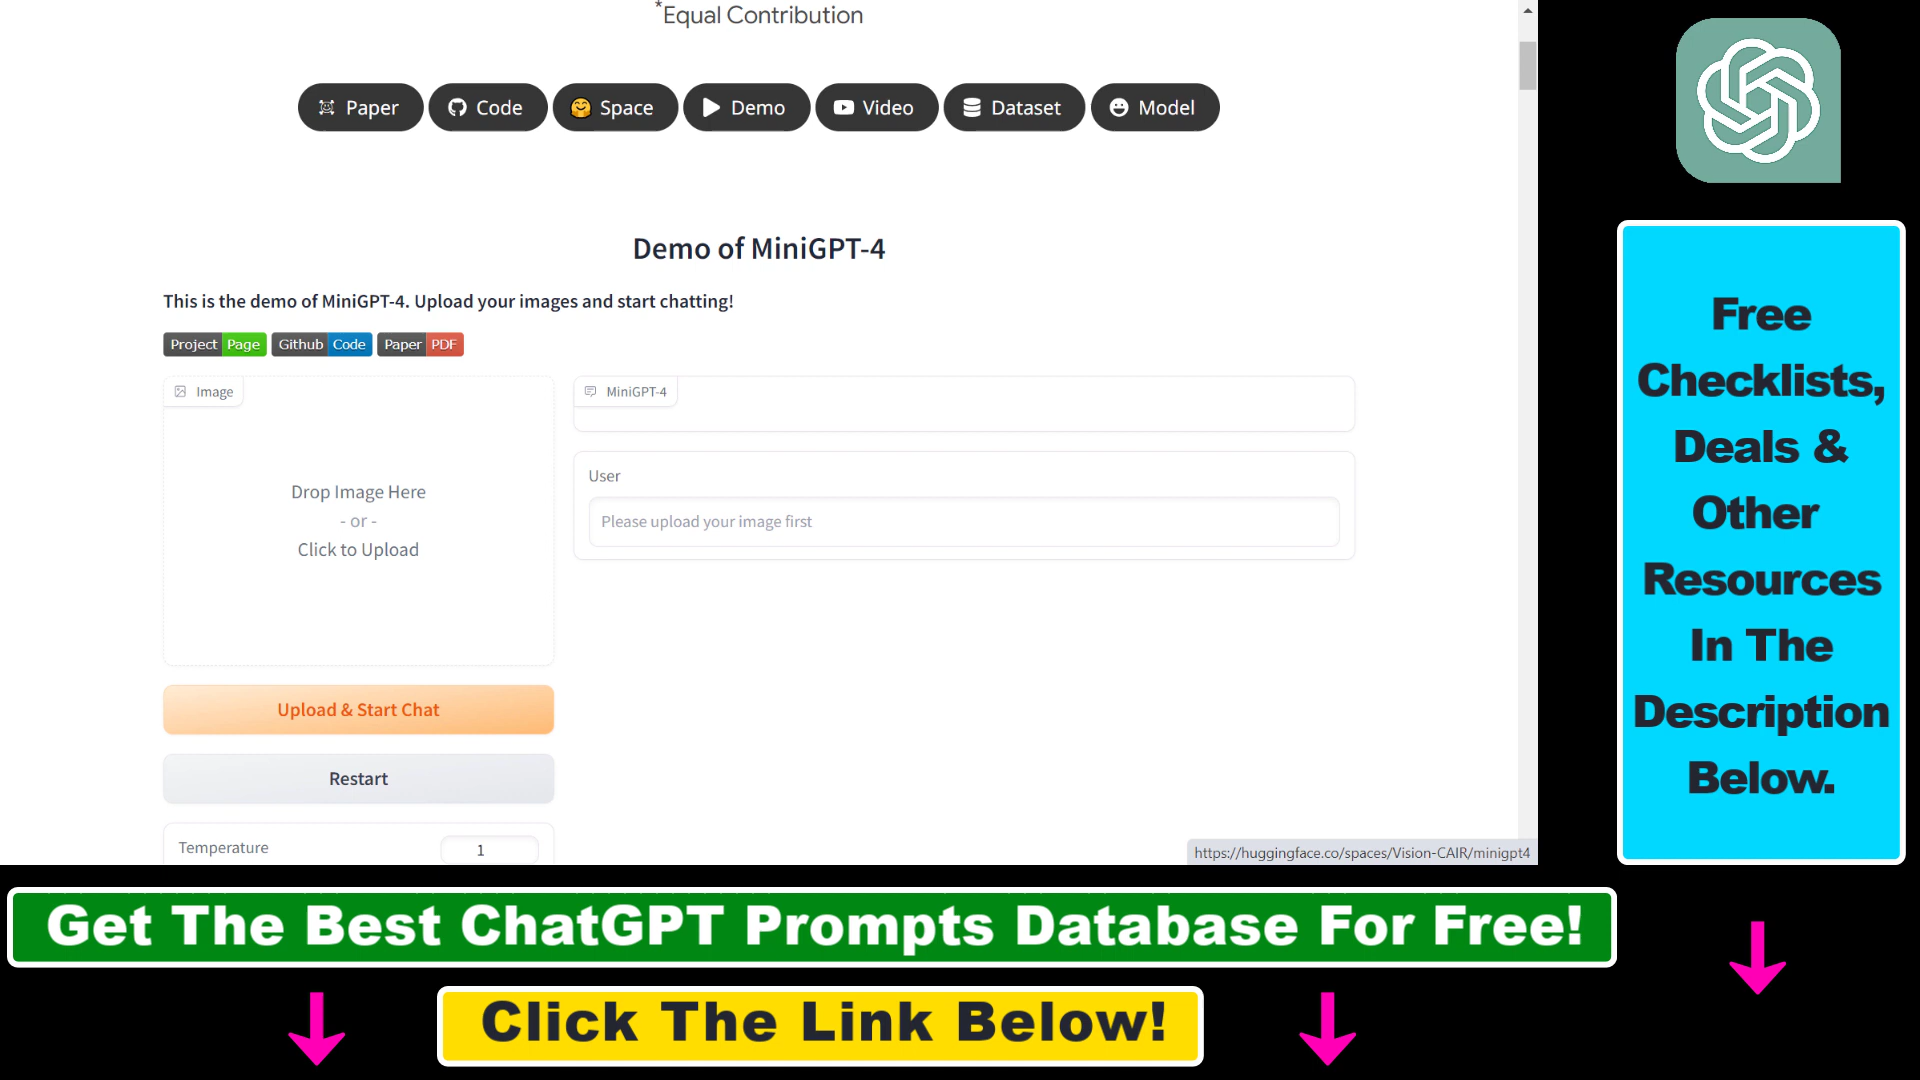 *Equal Contribution
Paper Code Space Demo Video Dataset Model
Demo of MiniGPT-4
This is the demo of MiniGPT-4. Upload your images and start chatting!
Project Page Github Code Paper PDF
Image
Drop Image Here
- or -
Click to Upload
MiniGPT-4
User
Please upload your image first
Upload & Start Chat
Restart
Temperature 1
https://huggingface.co/spaces/Vision-CAIR/minigpt4
Free
Checklists,
Deals &
Other
Resources
In The
Description
Below.
Get The Best ChatGPT Prompts Database For Free!
Click The Link Below!